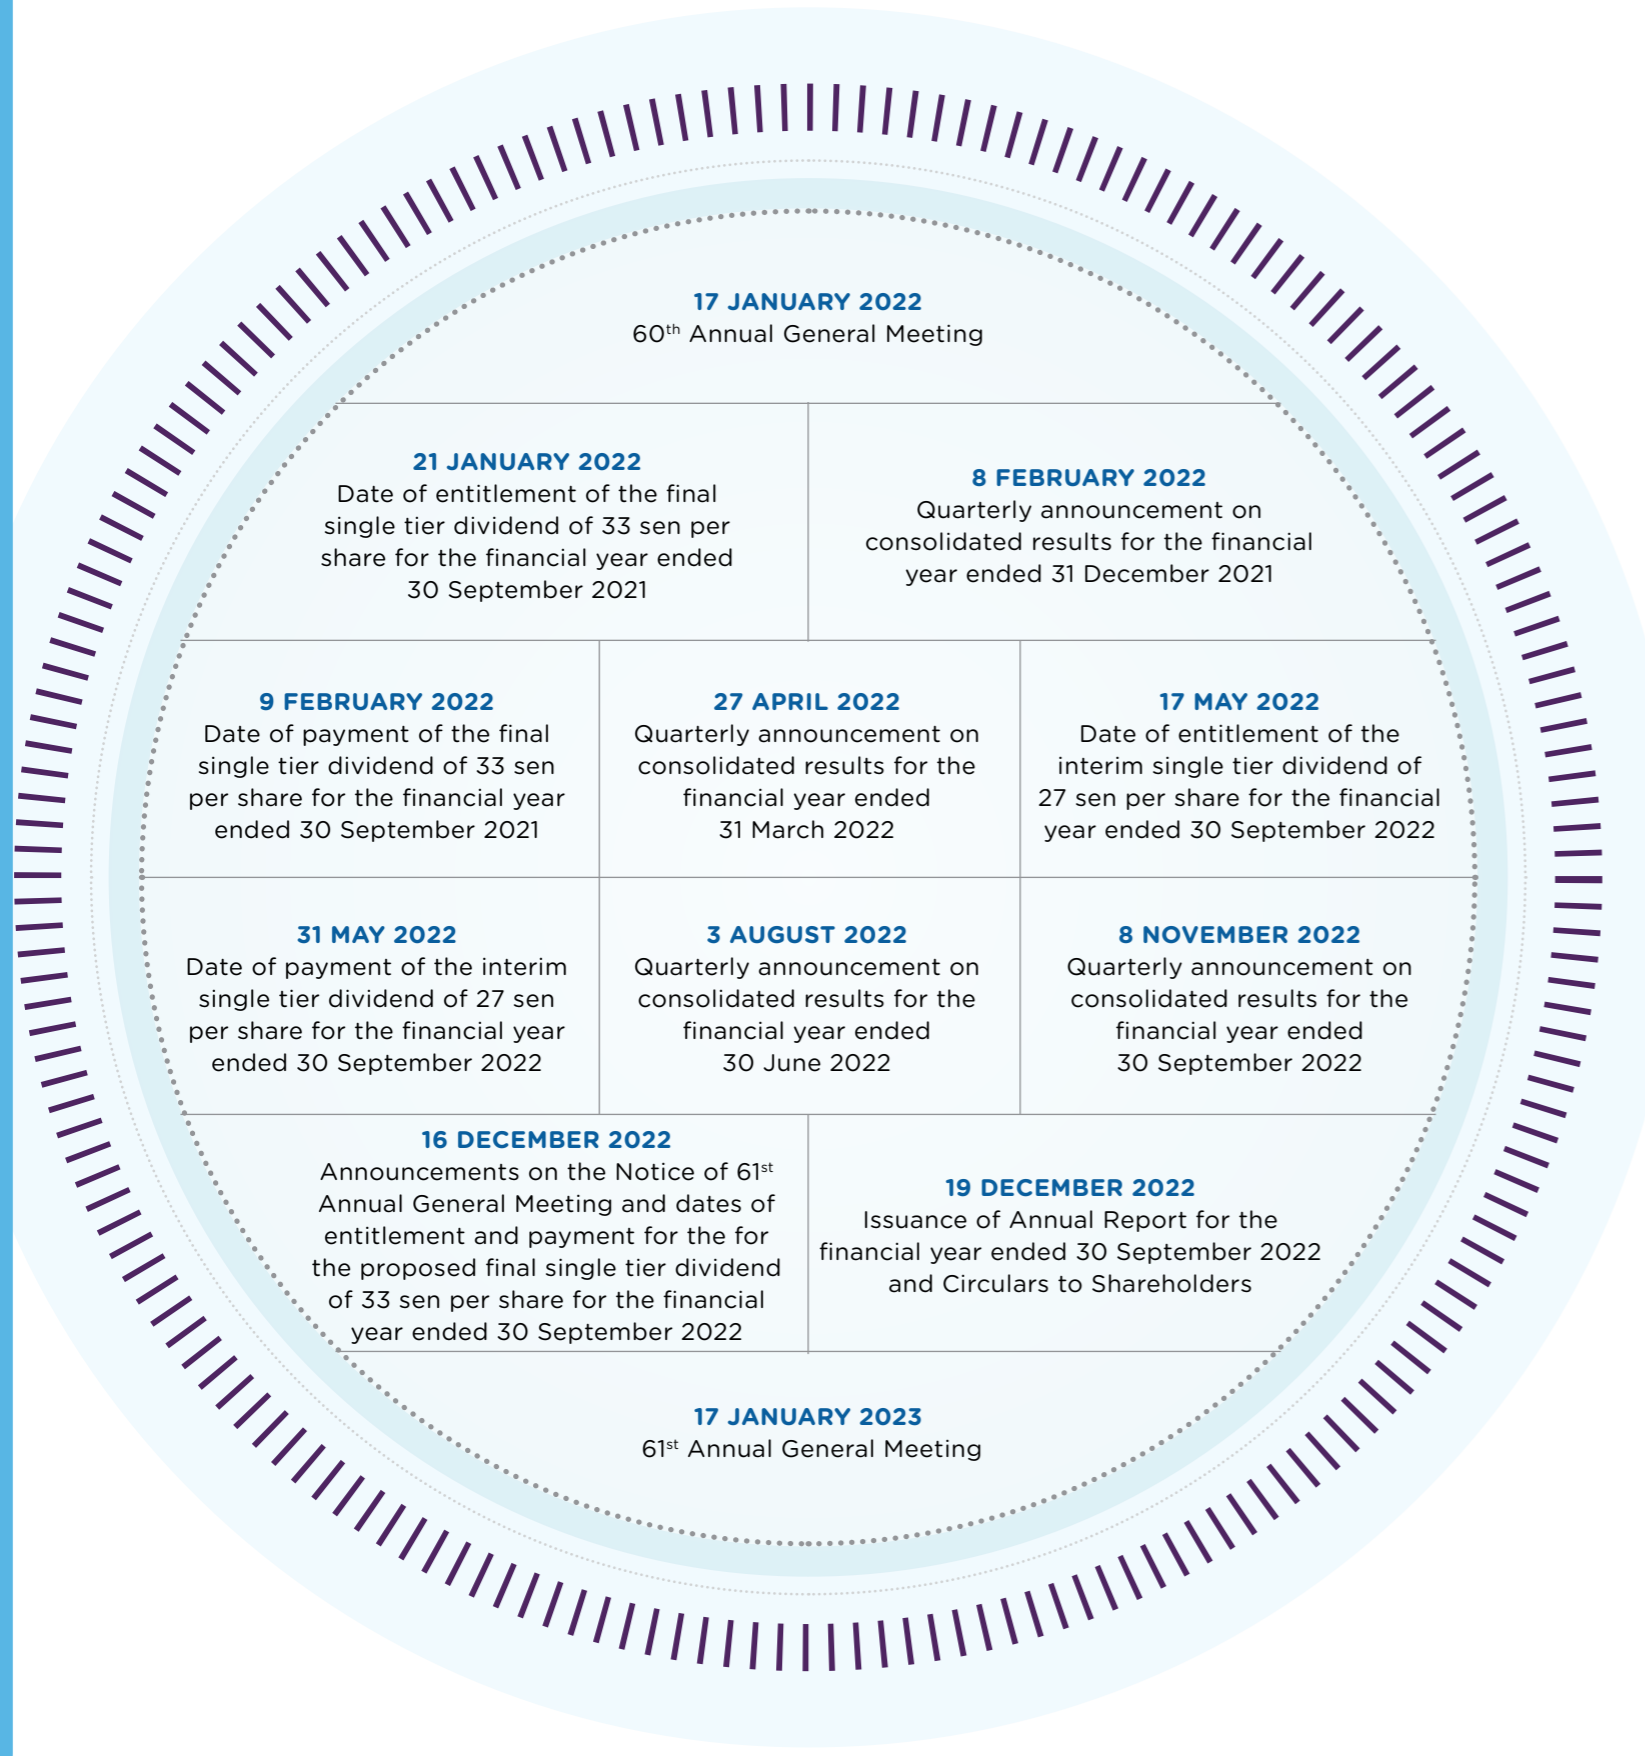 17 JANUARY 2022
60th Annual General Meeting
21 JANUARY 2022
Date of entitlement of the final
single tier dividend of 33 sen per
share for the financial year ended
30 September 2021
8 FEBRUARY 2022
Quarterly announcement on
consolidated results for the financial
year ended 31 December 2021
9 FEBRUARY 2022
Date of payment of the final
single tier dividend of 33 sen
per share for the financial year
ended 30 September 2021
27 APRIL 2022
Quarterly announcement on
consolidated results for the
financial year ended
31 March 2022
17 MAY 2022
Date of entitlement of the
interim single tier dividend of
27 sen per share for the financial
year ended 30 September 2022
31 MAY 2022
Date of payment of the interim
single tier dividend of 27 sen
per share for the financial year
ended 30 September 2022
3 AUGUST 2022
Quarterly announcement on
consolidated results for the
financial year ended
30 June 2022
8 NOVEMBER 2022
Quarterly announcement on
consolidated results for the
financial year ended
30 September 2022
16 DECEMBER 2022
Announcements on the Notice of 61st
Annual General Meeting and dates of
entitlement and payment for the for
the proposed final single tier dividend
of 33 sen per share for the financial
year ended 30 September 2022
19 DECEMBER 2022
Issuance of Annual Report for the
financial year ended 30 September 2022
and Circulars to Shareholders
17 JANUARY 2023
61st Annual General Meeting